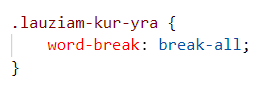 .lauziam-kur-yra {
    word-break: break-all;
}